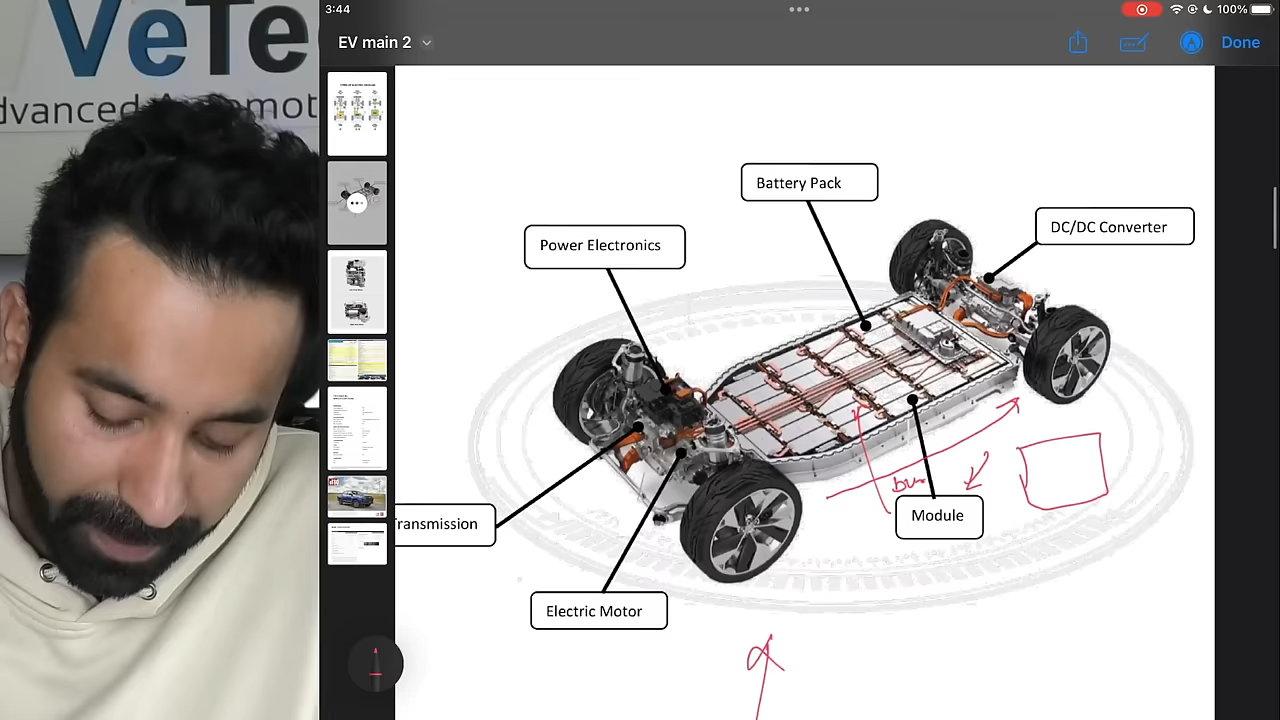 3:44
100%
VeTe
dvanced Automot
EV main 2
Done
Battery Pack
DC/DC Converter
Power Electronics
Module
Transmission
Electric Motor